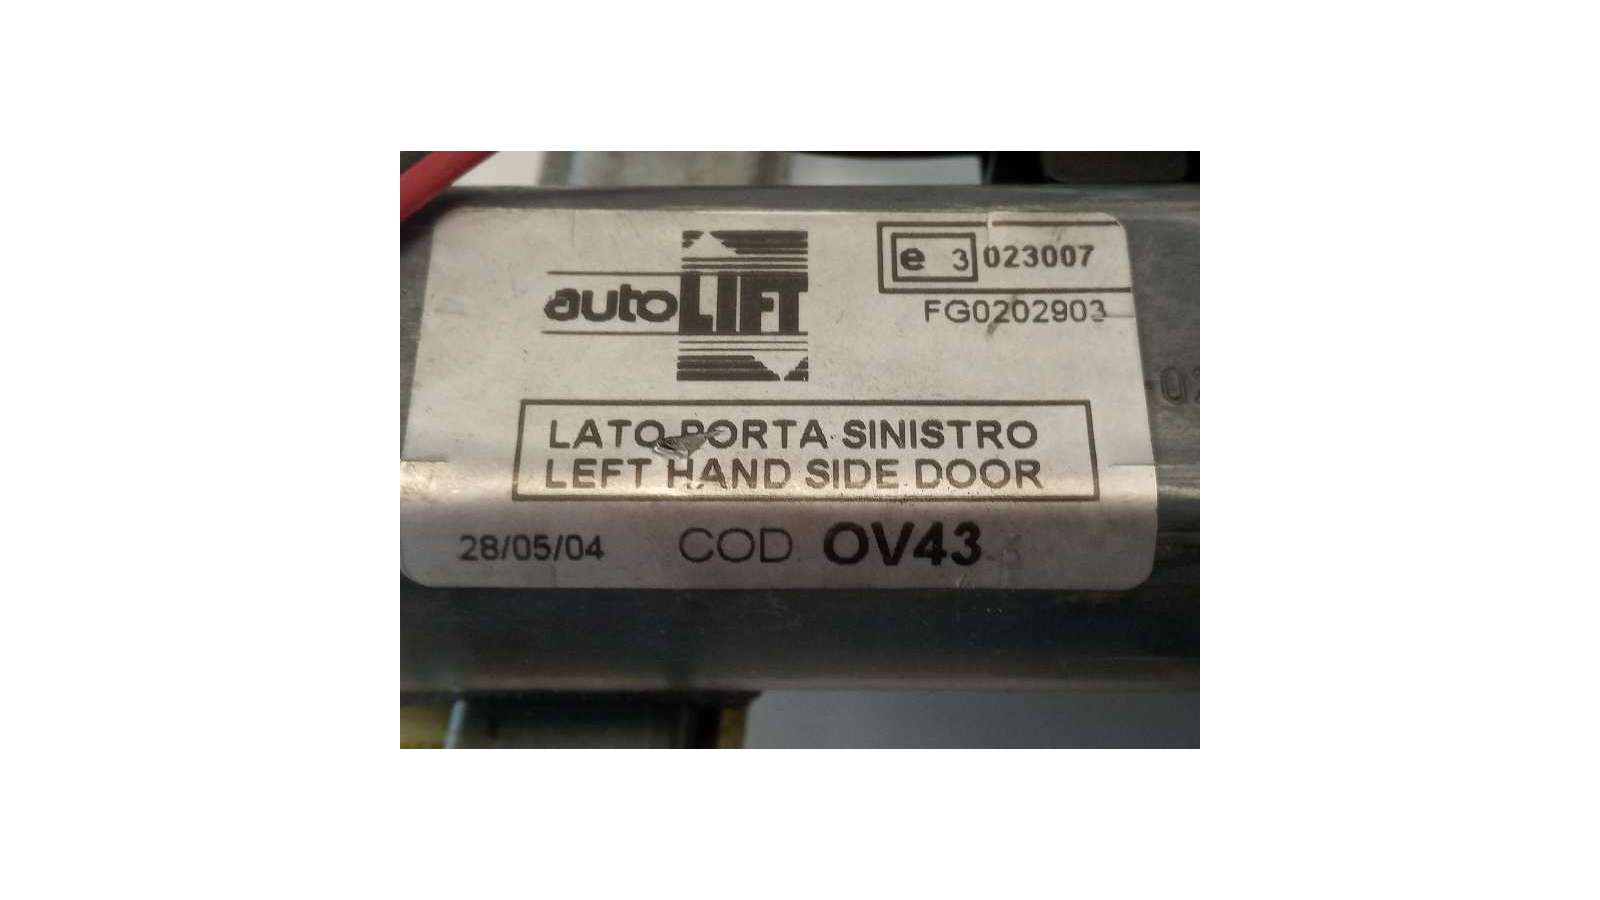 autoLIFT
e 3 023007
FG0202903
LATO PORTA SINISTRO
LEFT HAND SIDE DOOR
28/05/04 COD. OV43